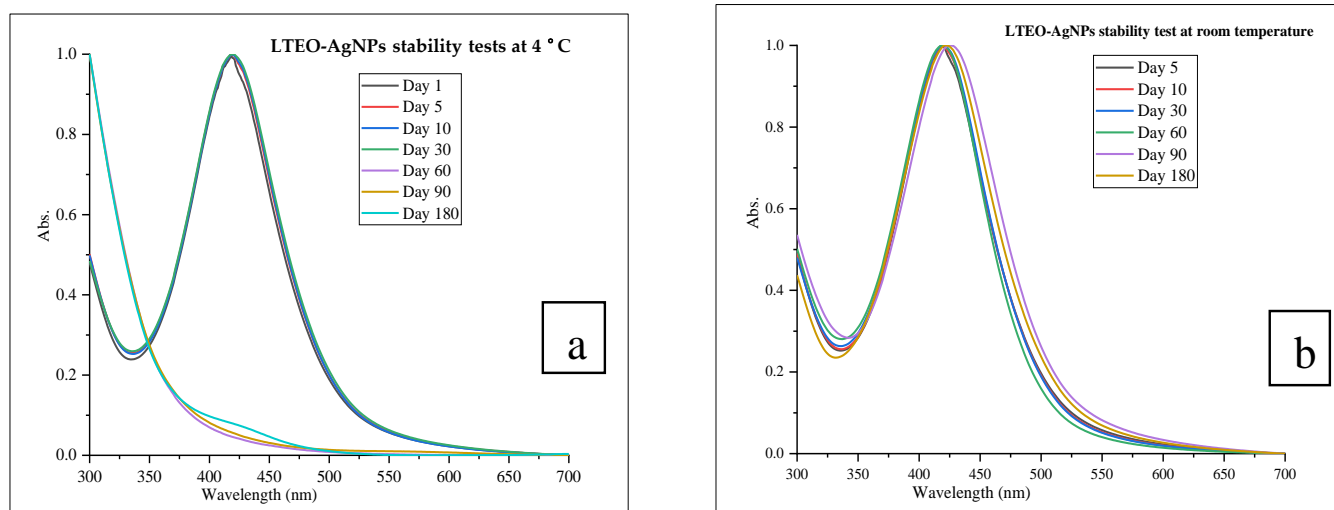 LTEO-AgNPs stability tests at 4 °C
Day 1
Day 5
Day 10
Day 30
Day 60
Day 90
Day 180
Abs.
1.0
0.8
0.6
0.4
0.2
0.0
300 350 400 450 500 550 600 650 700
Wavelength (nm)
a
LTEO-AgNPs stability test at room temperature
Day 5
Day 10
Day 30
Day 60
Day 90
Day 180
Abs.
1.0
0.8
0.6
0.4
0.2
0.0
300 350 400 450 500 550 600 650 700
Wavelength (nm)
b